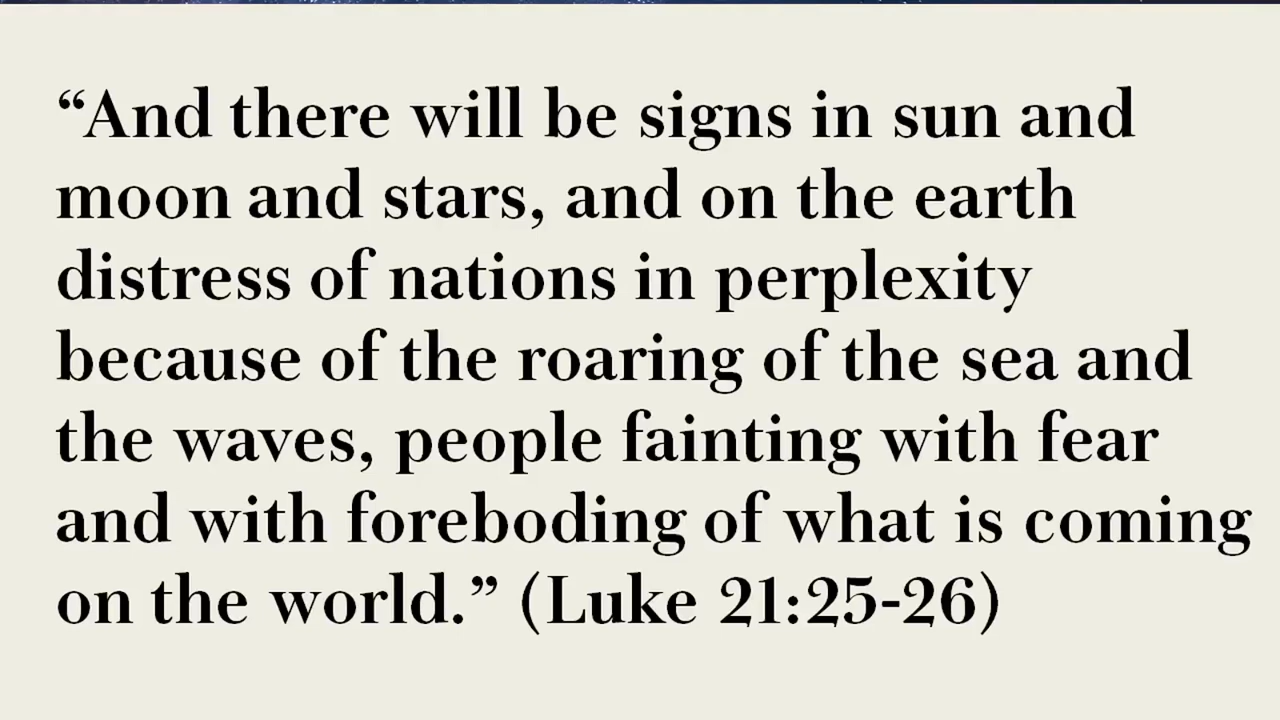 “And there will be signs in sun and
moon and stars, and on the earth
distress of nations in perplexity
because of the roaring of the sea and
the waves, people fainting with fear
and with foreboding of what is coming
on the world.” (Luke 21:25-26)